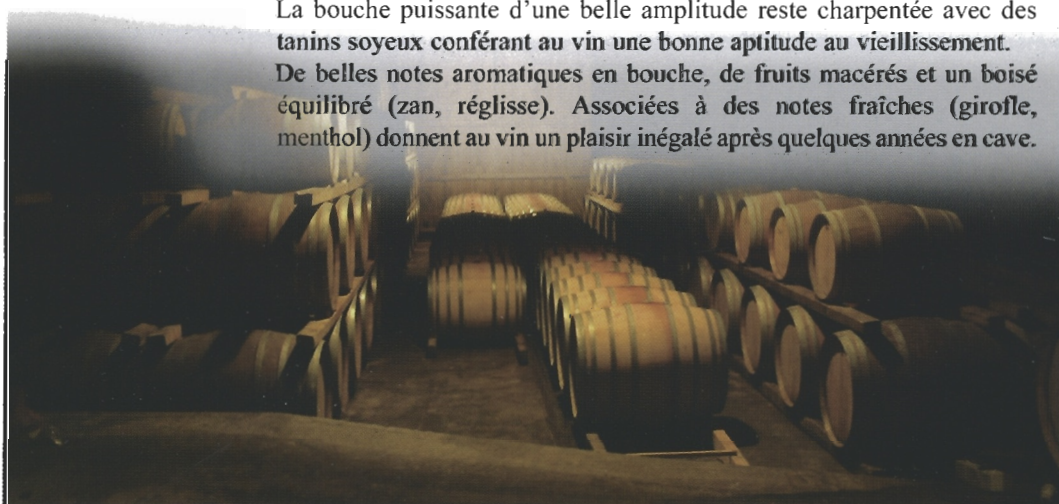 La bouche puissante d'une belle amplitude reste charpentée avec des
tanins soyeux conférant au vin une bonne aptitude au vieillissement.
De belles notes aromatiques en bouche, de fruits macérés et un boisé
équilibré (zan, réglisse). Associées à des notes fraîches (girofle,
menthol) donnent au vin un plaisir inégalé après quelques années en cave.